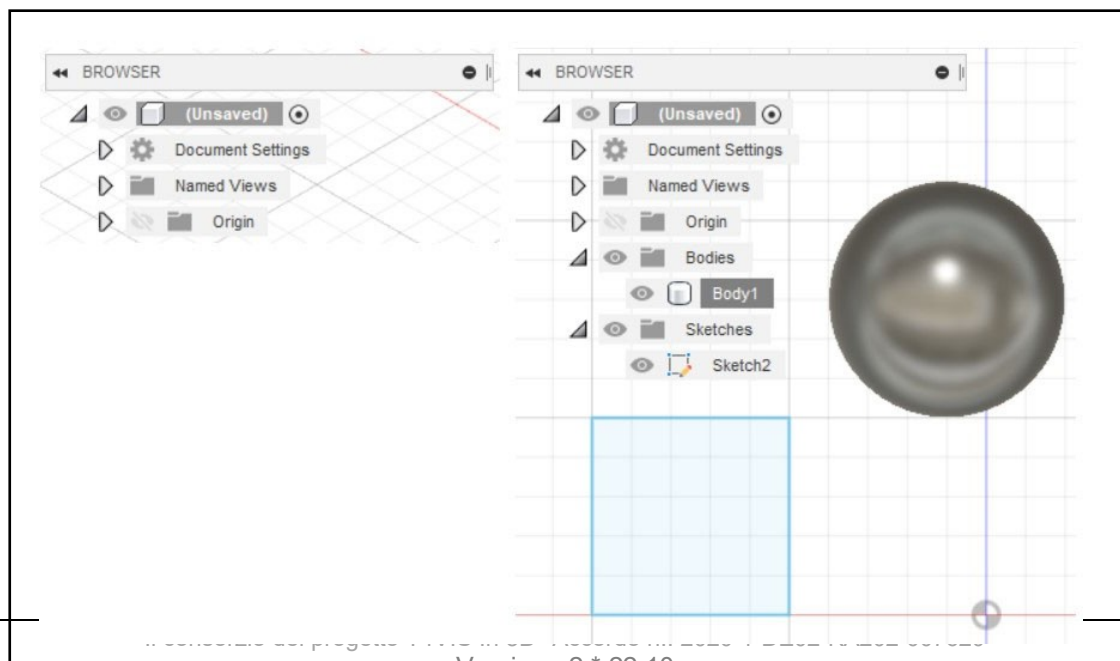 BROWSER
(Unsaved)
Document Settings
Named Views
Origin
BROWSER
(Unsaved)
Document Settings
Named Views
Origin
Bodies
Body1
Sketches
Sketch2